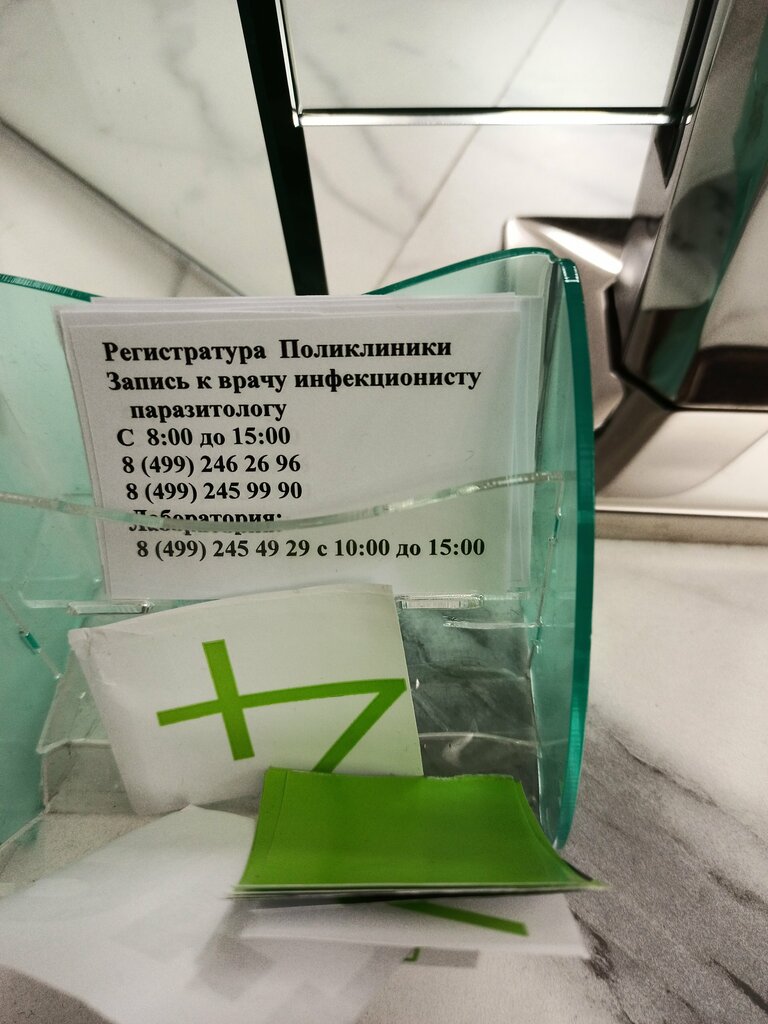 Регистратура Поликлиники
Запись к врачу инфекционисту
паразитологу
С 8:00 до 15:00
8 (499) 246 26 96
8 (499) 245 99 90
Лаборатория:
8 (499) 245 49 29 с 10:00 до 15:00